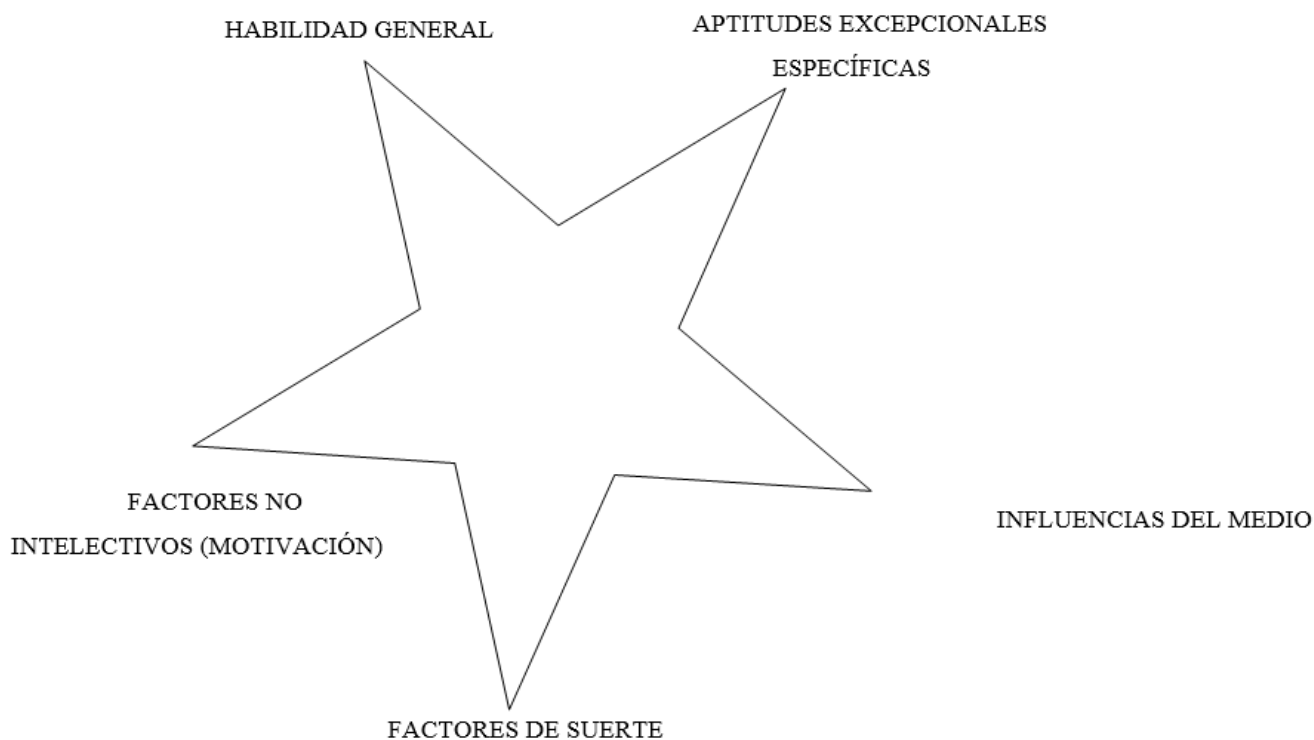 HABILIDAD GENERAL
APTITUDES EXCEPCIONALES
ESPECÍFICAS
FACTORES NO
INTELECTIVOS (MOTIVACIÓN)
INFLUENCIAS DEL MEDIO
FACTORES DE SUERTE